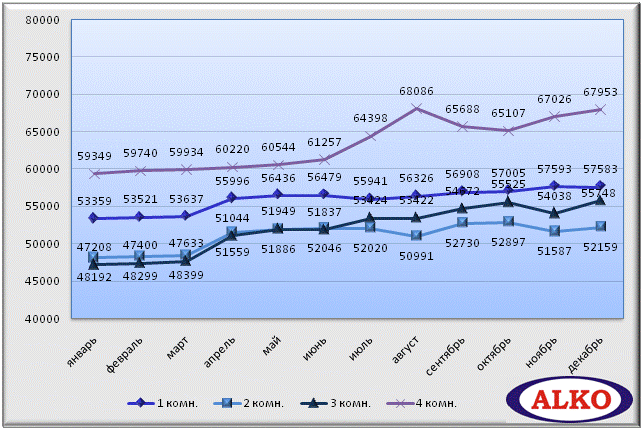 80000
75000
70000
65000
60000
55000
50000
45000
40000
59349 59740 59934 60220 60544 61257 64398 68086 65688 65107 67026 67953
53359 53521 53637 55996 56436 56479 55941 56326 56908 57005 57593 57583
47208 47400 47633 51044 51949 51837 53424 53422 55525 54038 55748
48192 48299 48399 51559 51886 52046 52020 50991 52730 52897 51587 52159
январь февраль март апрель май июнь июль август сентябрь октябрь ноябрь декабрь
1 комн. 2 комн. 3 комн. 4 комн.
ALKO